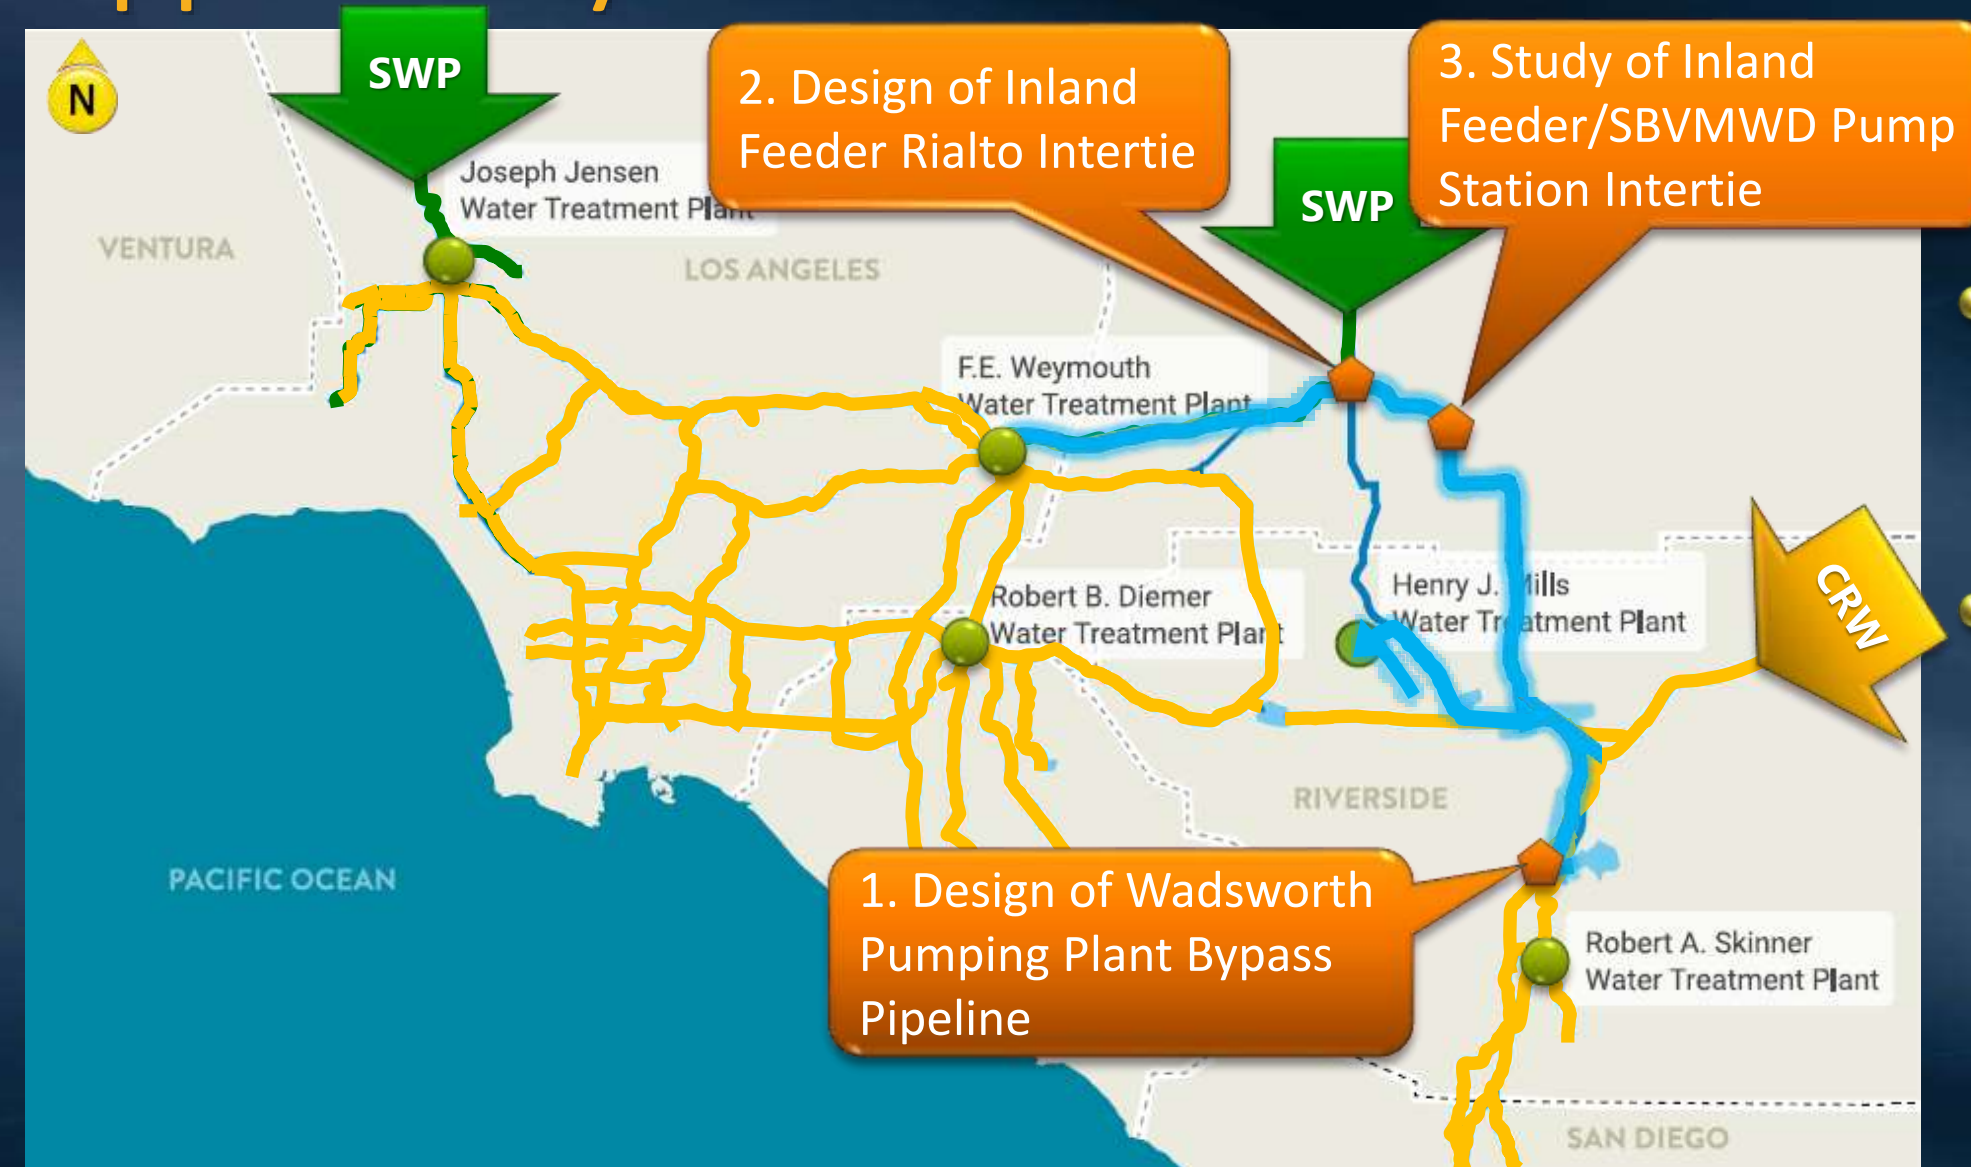 N
SWP
2. Design of Inland
Feeder Rialto Intertie
3. Study of Inland
Feeder/SBVMWD Pump
Station Intertie
SWP
Joseph Jensen
Water Treatment Plant
VENTURA
LOS ANGELES
F.E. Weymouth
Water Treatment Plant
CRW
Robert B. Diemer
Water Treatment Plant
Henry J. Mills
Water Treatment Plant
RIVERSIDE
PACIFIC OCEAN
1. Design of Wadsworth
Pumping Plant Bypass
Pipeline
Robert A. Skinner
Water Treatment Plant
SAN DIEGO